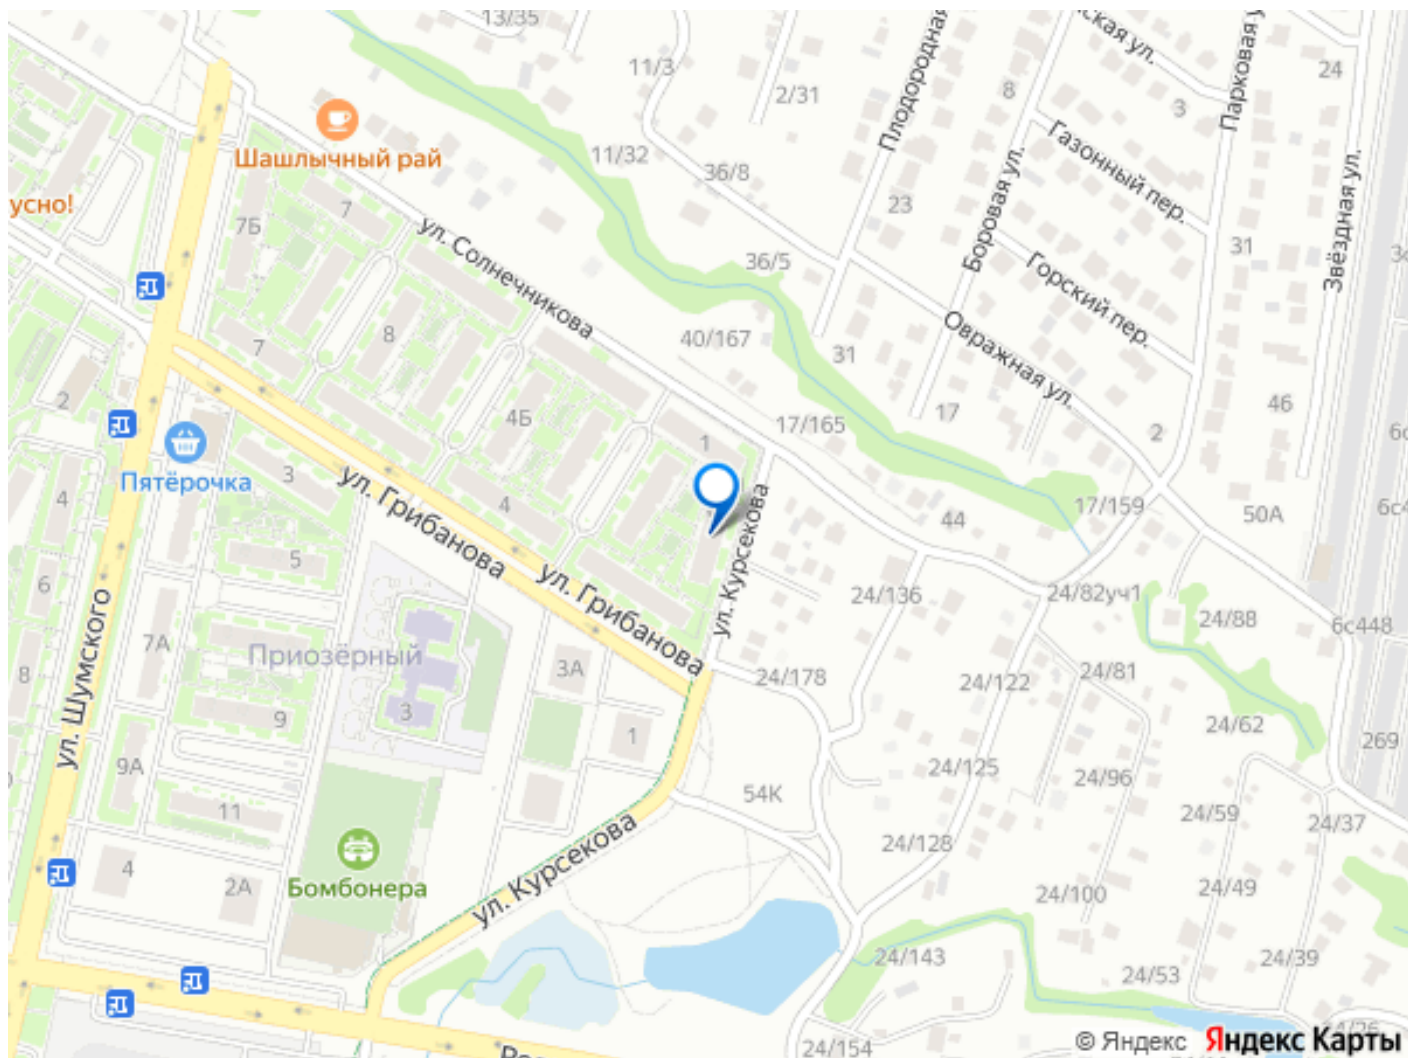 13/35
11/3
2/31
Плодородная
8
ская ул.
3
Парковая у
24
Шашлычный рай
11/32
36/8
Газонный пер.
усно!
7Б
7
ул. Солнечникова
23
Боровая ул.
31
Звёздная ул.
36/5
Горский пер.
7
8
40/167
31
Овражная ул.
2
4Б
17/165
17
46
2
Пятёрочка
3
ул. Грибанова
4
1
ул. Курсекова
44
17/159
50А
6с4
4
5
6
ул. Грибанова
24/136
24/82уч1
24/88
6с448
ул. Шумского
7А
Приозёрный
3
3А
24/178
24/122
24/81
8
9
1
24/62
269
9А
24/125
24/96
11
54К
24/59
24/37
Бомбонера
ул. Курсекова
24/128
4
2А
24/100
24/49
24/143
24/53
24/39
24/154
© Яндекс Яндекс Карты